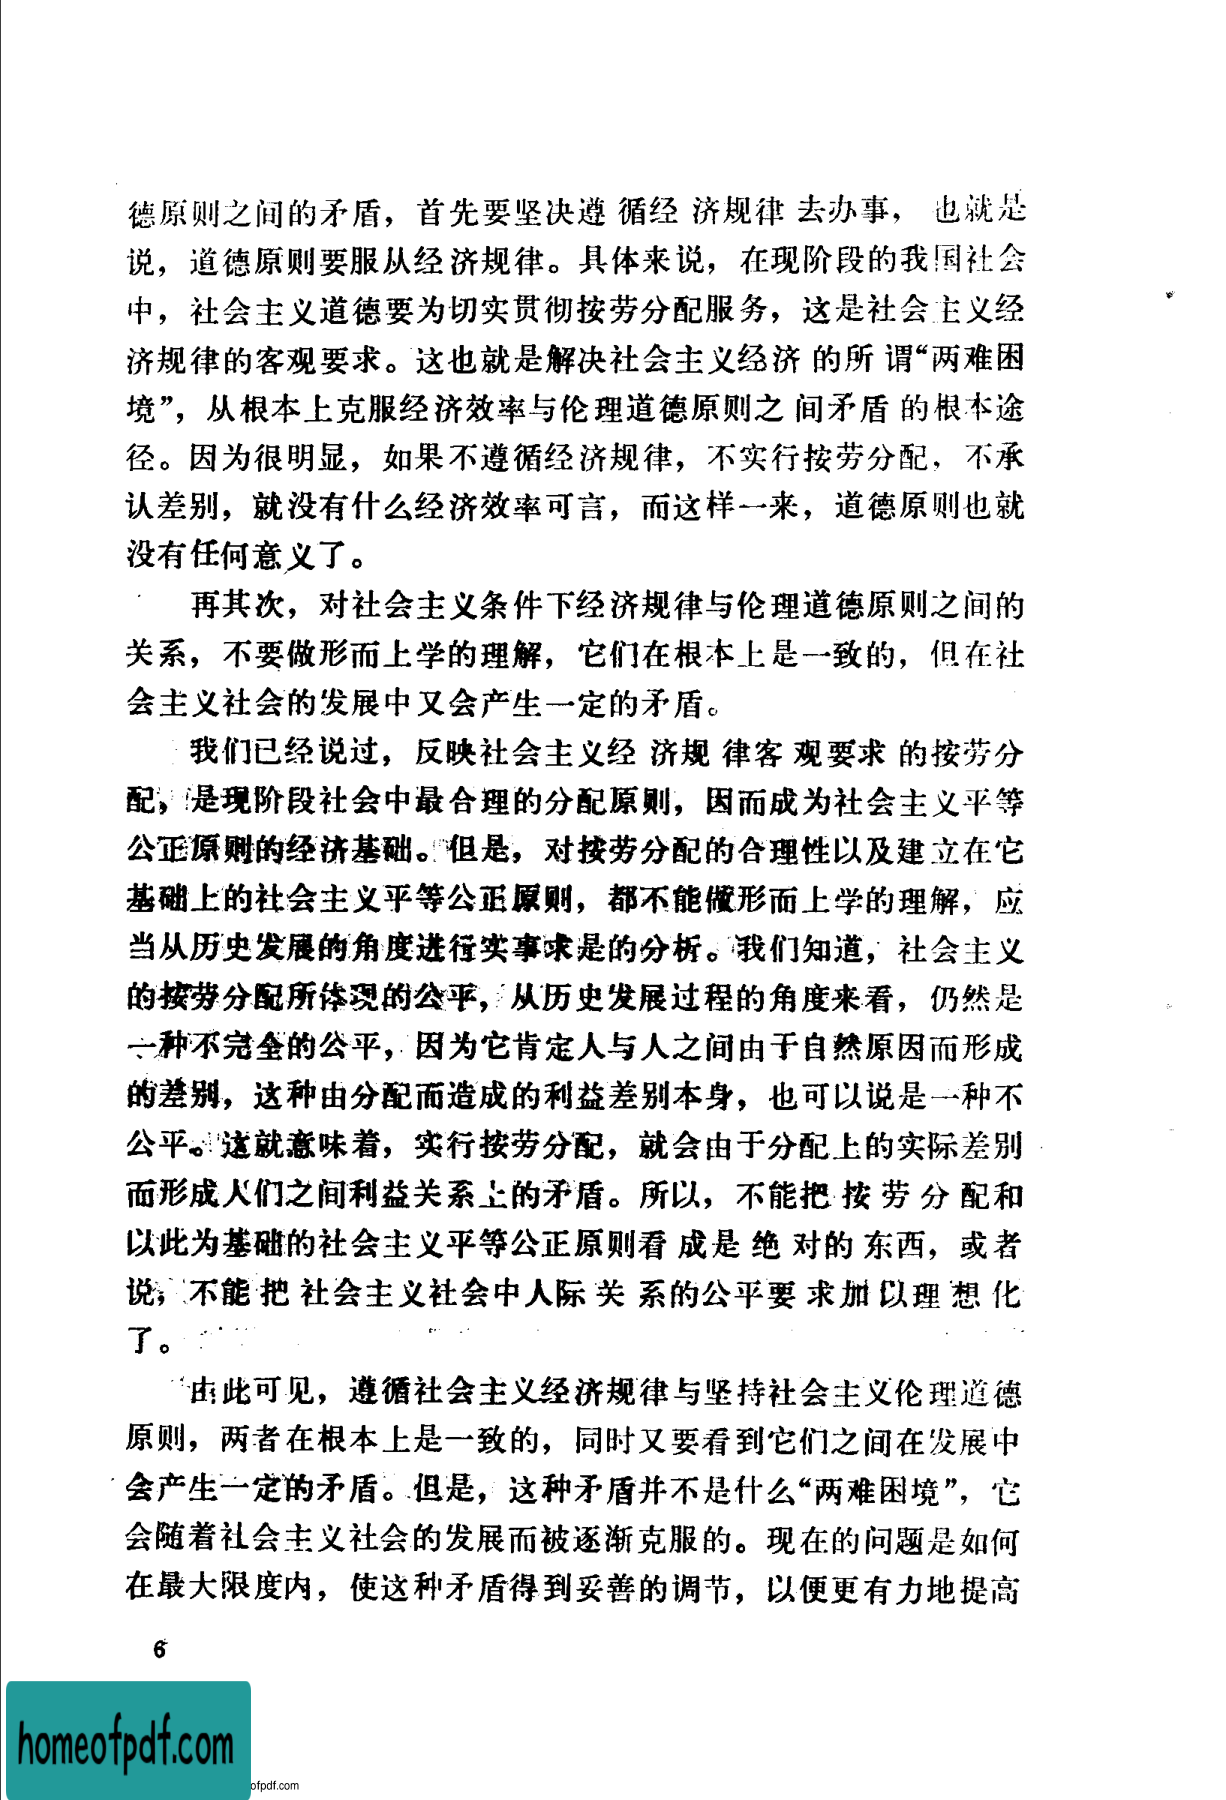 德原则之间的矛盾，首先要坚决遵循经济规律去办事，也就是
说，道德原则要服从经济规律。具体来说，在现阶段的我国社会
中，社会主义道德要为切实贯彻按劳分配服务，这是社会主义经
济规律的客观要求。这也就是解决社会主义经济的所谓“两难困
境”，从根本上克服经济效率与伦理道德原则之间矛盾的根本途
径。因为很明显，如果不遵循经济规律，不实行按劳分配，不承
认差别，就没有什么经济效率可言，而这样一来，道德原则也就
没有任何意义了。
再其次，对社会主义条件下经济规律与伦理道德原则之间的
关系，不要做形而上学的理解，它们在根本上是一致的，但在社
会主义社会的发展中又会产生一定的矛盾。
我们已经说过，反映社会主义经济规律客观要求的按劳分
配，是现阶段社会中最合理的分配原则，因而成为社会主义平等
公正原则的经济基础。但是，对按劳分配的合理性以及建立在它
基础上的社会主义平等公正原则，都不能做形而上学的理解，应
当从历史发展的角度进行实事求是的分析。我们知道，社会主义
的按劳分配所体现的公平，从历史发展过程的角度来看，仍然是
一种不完全的公平，因为它肯定人与人之间由于自然原因而形成
的差别，这种由分配而造成的利益差别本身，也可以说是一种不
公平。这就意味着，实行按劳分配，就会由于分配上的实际差别
而形成人们之间利益关系上的矛盾。所以，不能把按劳分配和
以此为基础的社会主义平等公正原则看成是绝对的东西，或者
说，不能把社会主义社会中人际关系的公平要求加以理想化
了。
由此可见，遵循社会主义经济规律与坚持社会主义伦理道德
原则，两者在根本上是一致的，同时又要看到它们之间在发展中
会产生一定的矛盾。但是，这种矛盾并不是什么“两难困境”，它
会随着社会主义社会的发展而被逐渐克服的。现在的问题是如何
在最大限度内，使这种矛盾得到妥善的调节，以便更有力地提高
6
homeofpdf.com
ofpdf.com